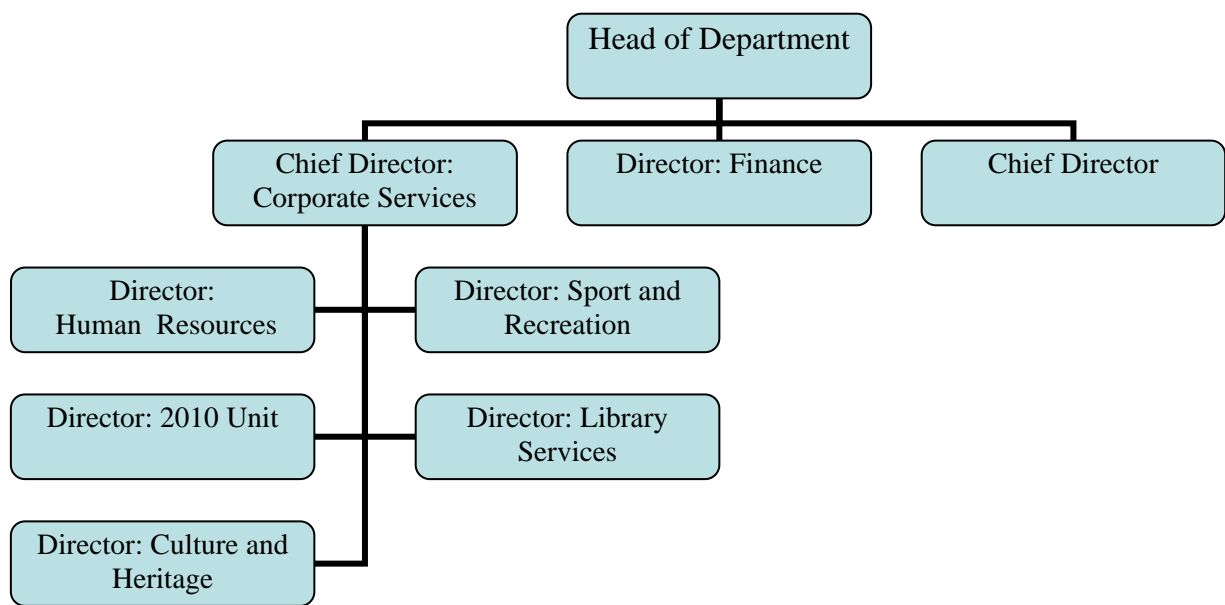 Head of Department
Chief Director:
Corporate Services
Director: Finance
Chief Director
Director:
Human  Resources
Director: Sport and
Recreation
Director: 2010 Unit
Director: Library
Services
Director: Culture and
Heritage